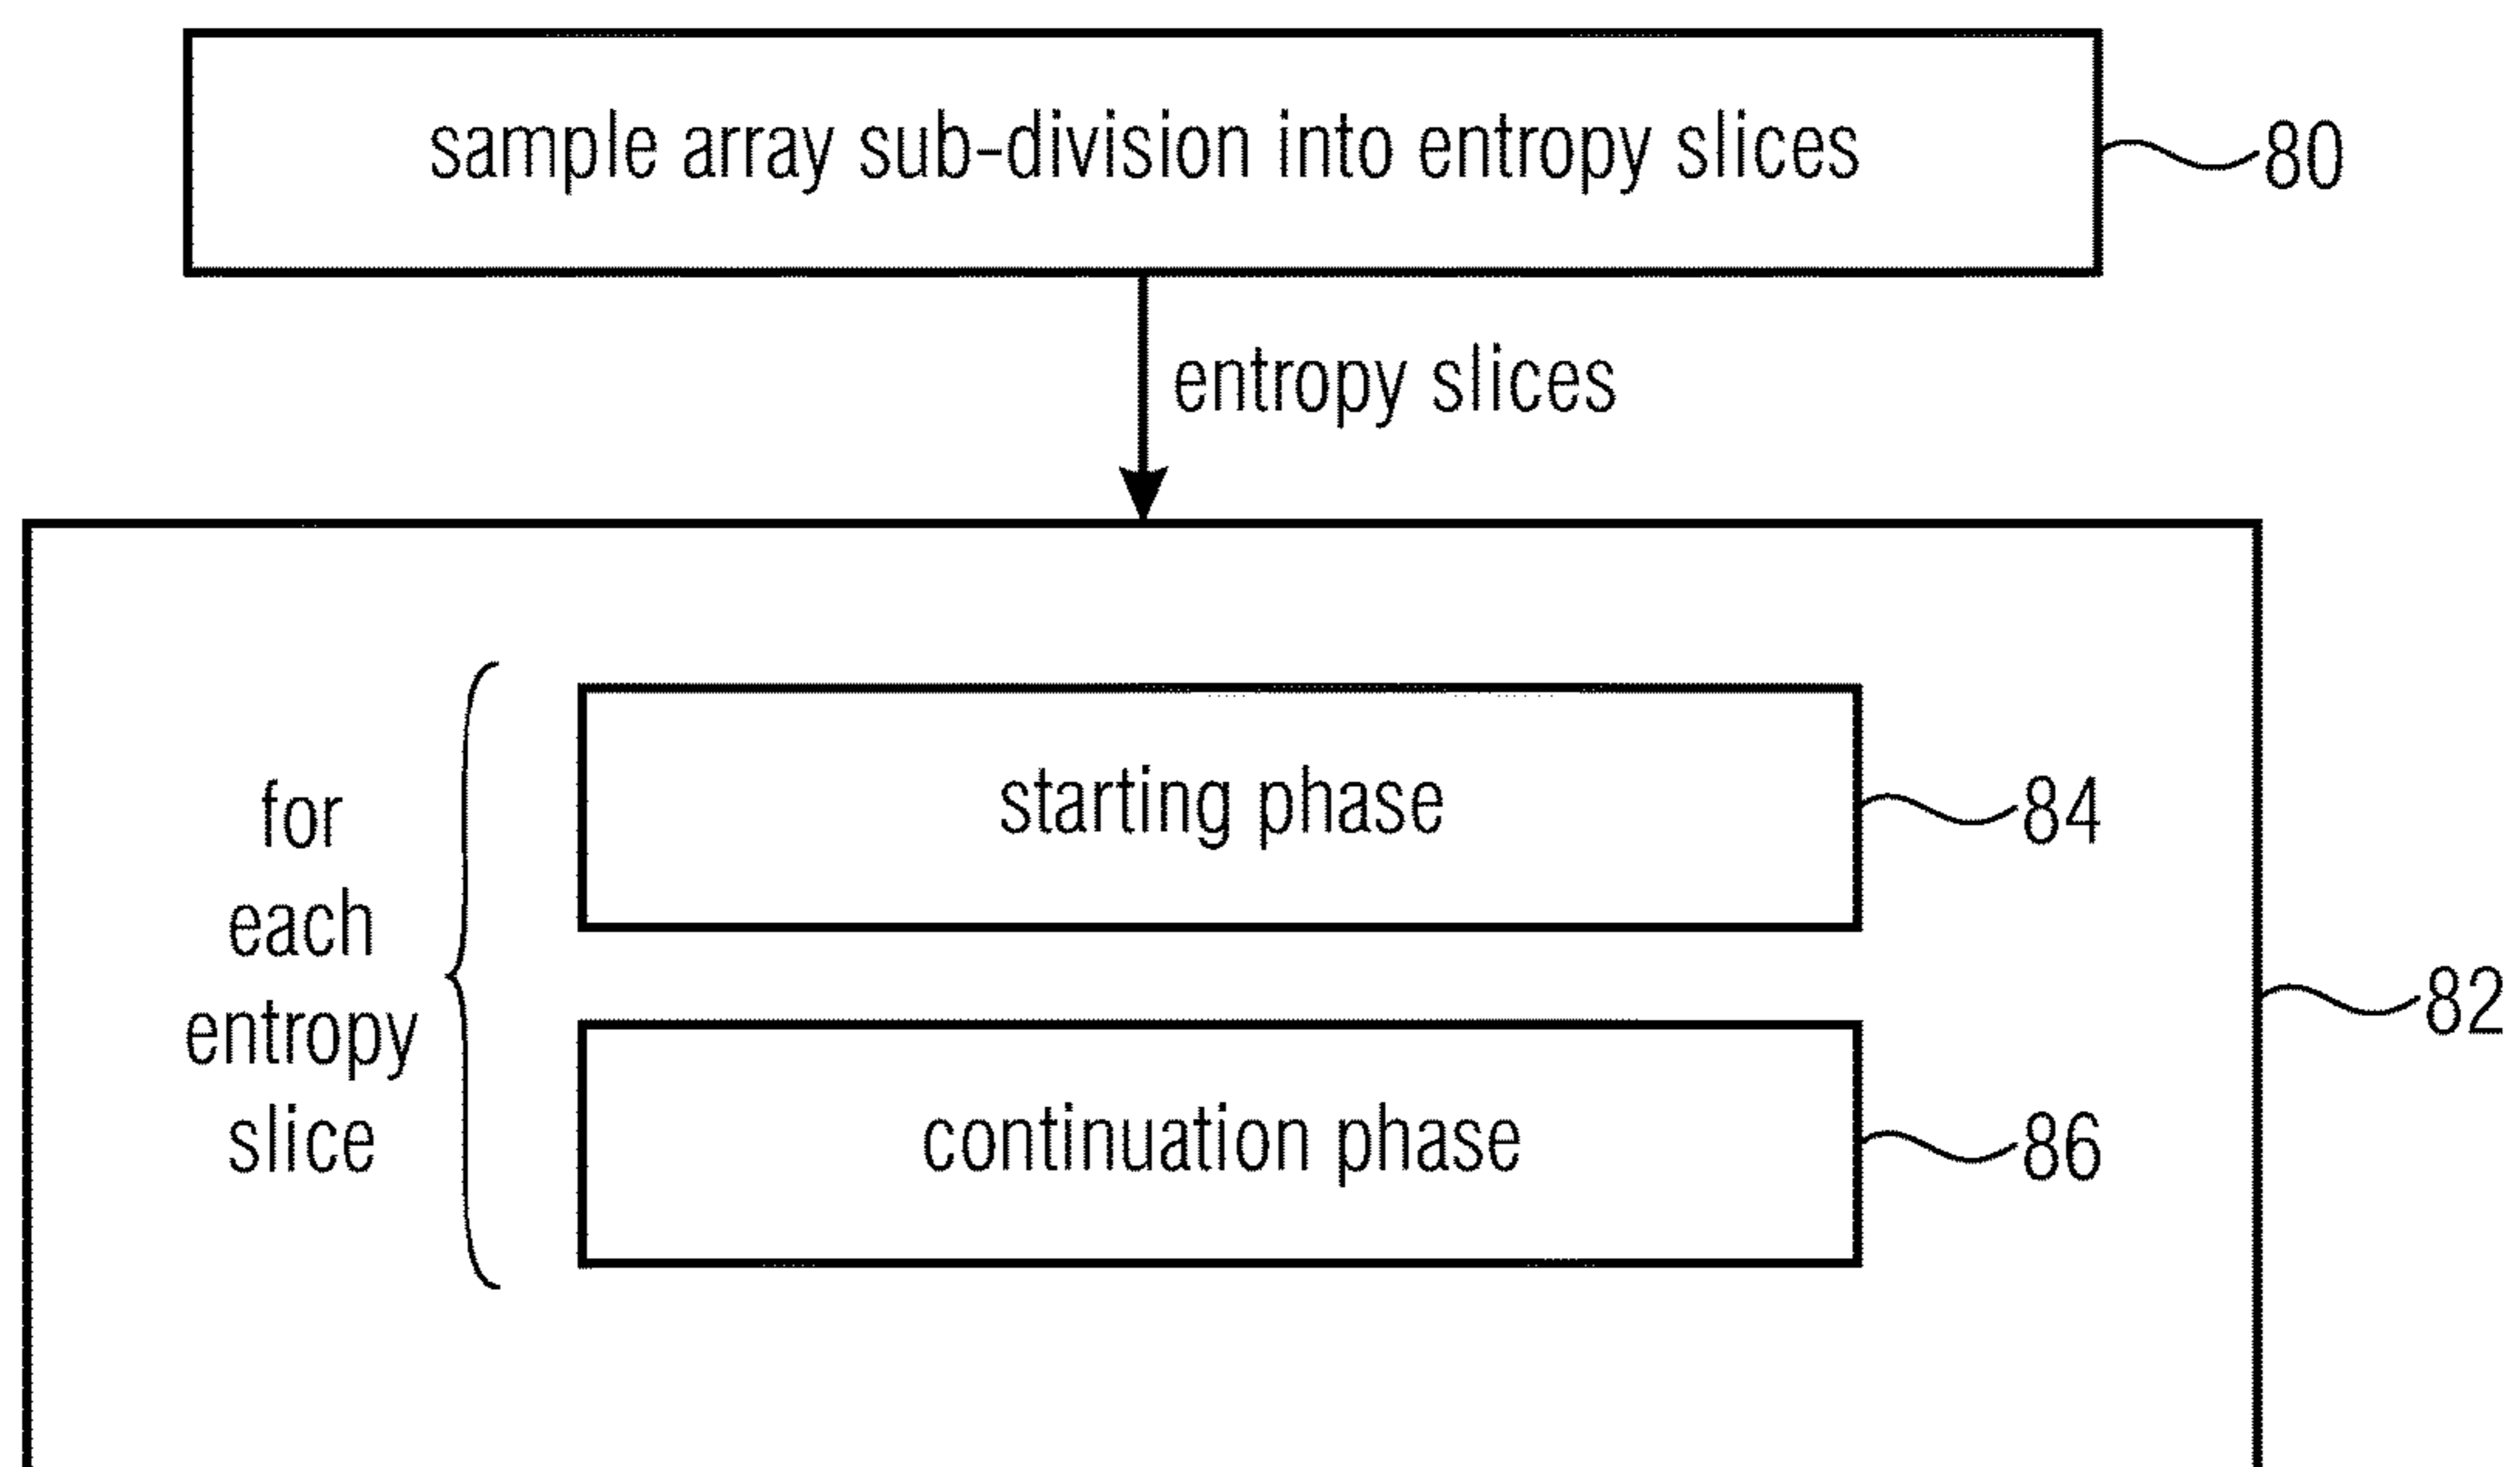 sample array sub-division into entropy slices
80
entropy slices
for
each
entropy
slice
starting phase
84
continuation phase
86
82